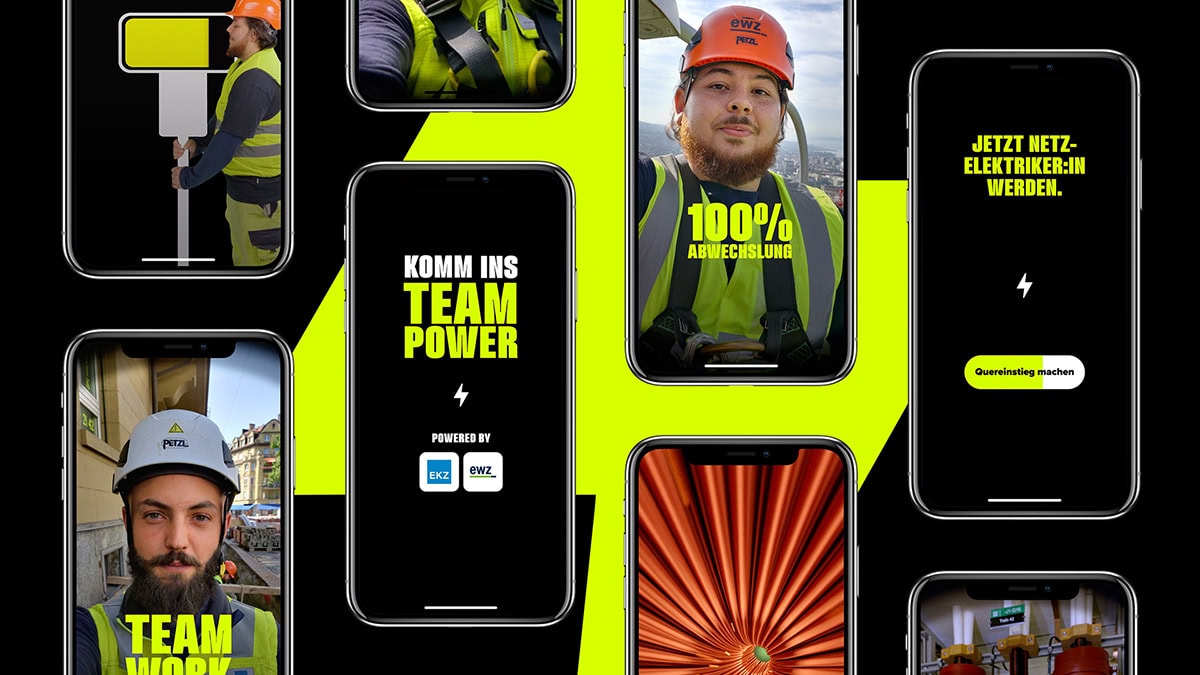 KOMM INS
TEAM
POWER
POWERED BY
EKZ
ewz
PETZL
TEAM
WORK
ewz
PETZL
100%
ABWECHSLUNG
JETZT NETZ-
ELEKTRIKER:IN
WERDEN.
Quereinstieg machen